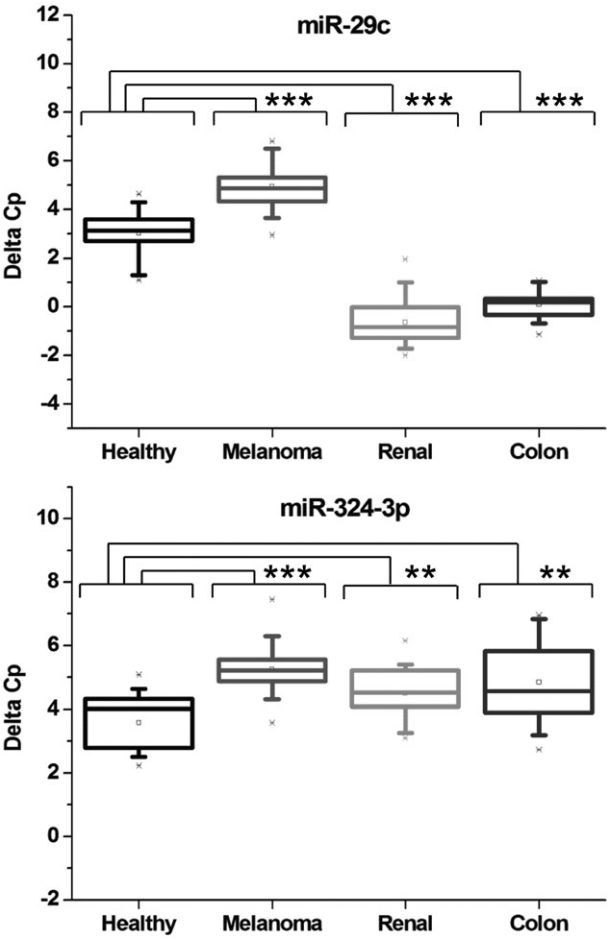 miR-29c
12
10
8
6
4
2
0
-2
-4
Delta Cp
*** *** ***
Healthy Melanoma Renal Colon
miR-324-3p
10
8
6
4
2
0
-2
Delta Cp
*** ** **
Healthy Melanoma Renal Colon